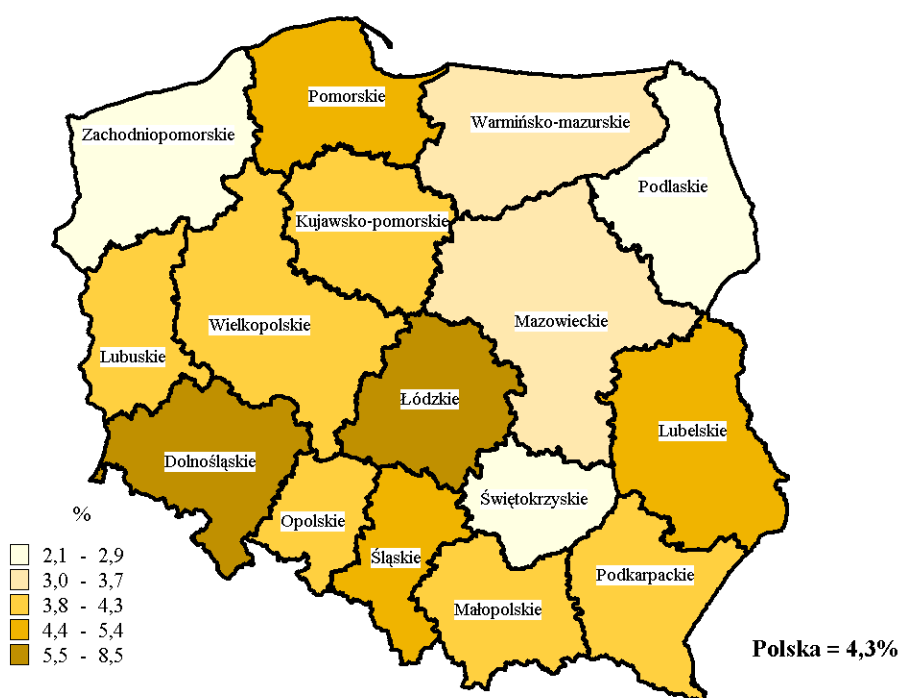 Pomorskie
Warmińsko-mazurskie
Zachodniopomorskie
Podlaskie
Kujawsko-pomorskie
Mazowieckie
Wielkopolskie
Lubuskie
Łódzkie
Lubelskie
Dolnośląskie
Świętokrzyskie
Opolskie
Śląskie
Podkarpackie
Małopolskie
%
2,1 - 2,9
3,0 - 3,7
3,8 - 4,3
4,4 - 5,4
5,5 - 8,5
Polska = 4,3%